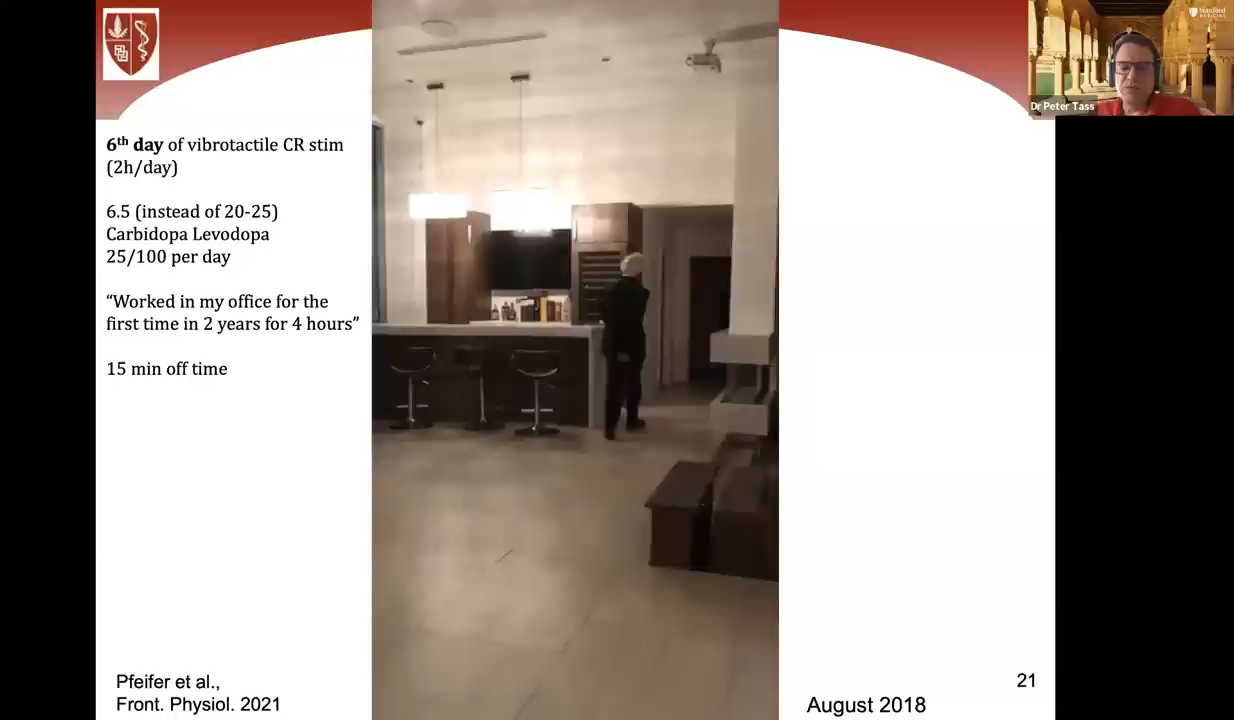 6th day of vibrotactile CR stim
(2h/day)
6.5 (instead of 20-25)
Carbidopa Levodopa
25/100 per day
“Worked in my office for the
first time in 2 years for 4 hours”
15 min off time
Pfeifer et al.,
Front. Physiol. 2021
August 2018
21
Stanford
MEDICINE
Dr Peter Tass